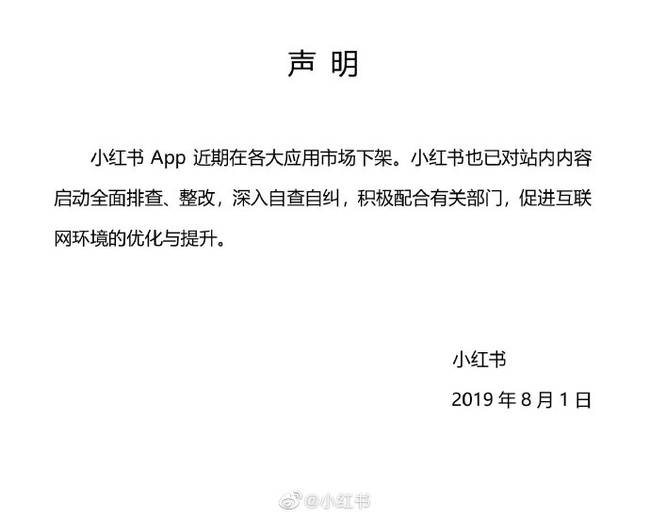 声 明
小红书 App 近期在各大应用市场下架。小红书也已对站内内容
启动全面排查、整改，深入自查自纠，积极配合有关部门，促进互联
网环境的优化与提升。
小红书
2019 年 8 月 1 日
@小红书